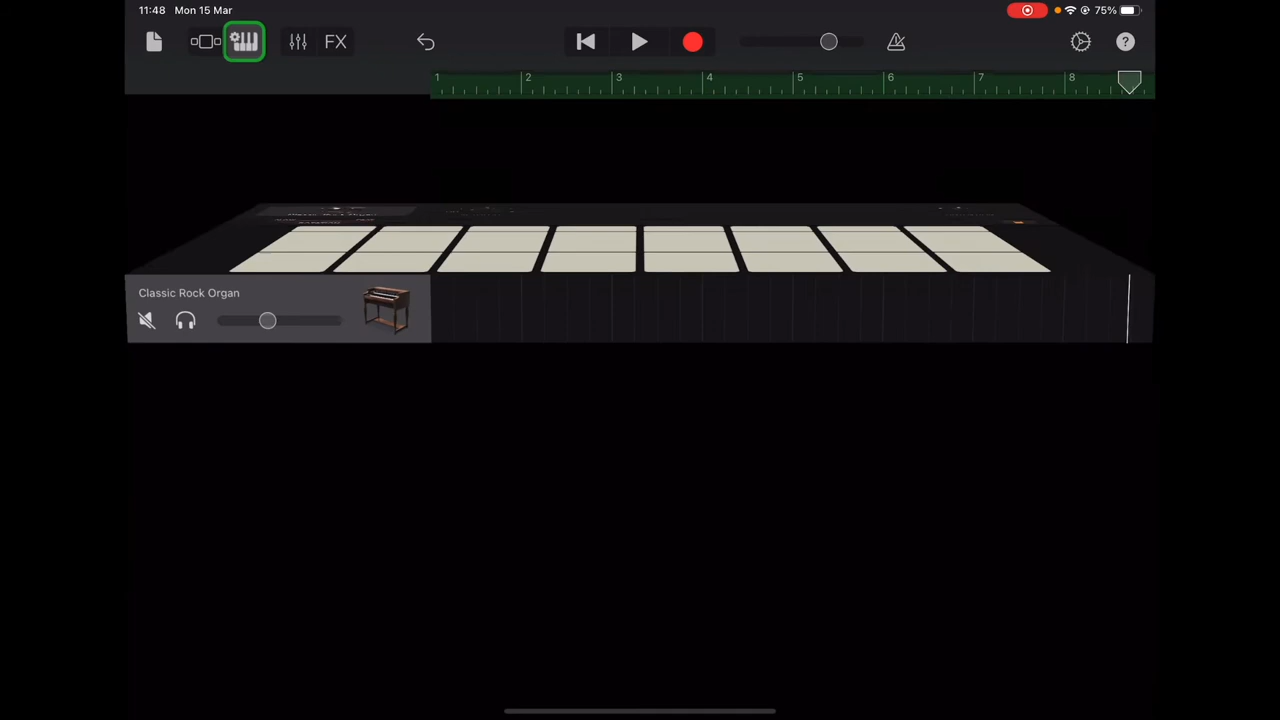 11:48 Mon 15 Mar
75%
FX
?
1 2 3 4 5 6 7 8
Classic Rock Organ